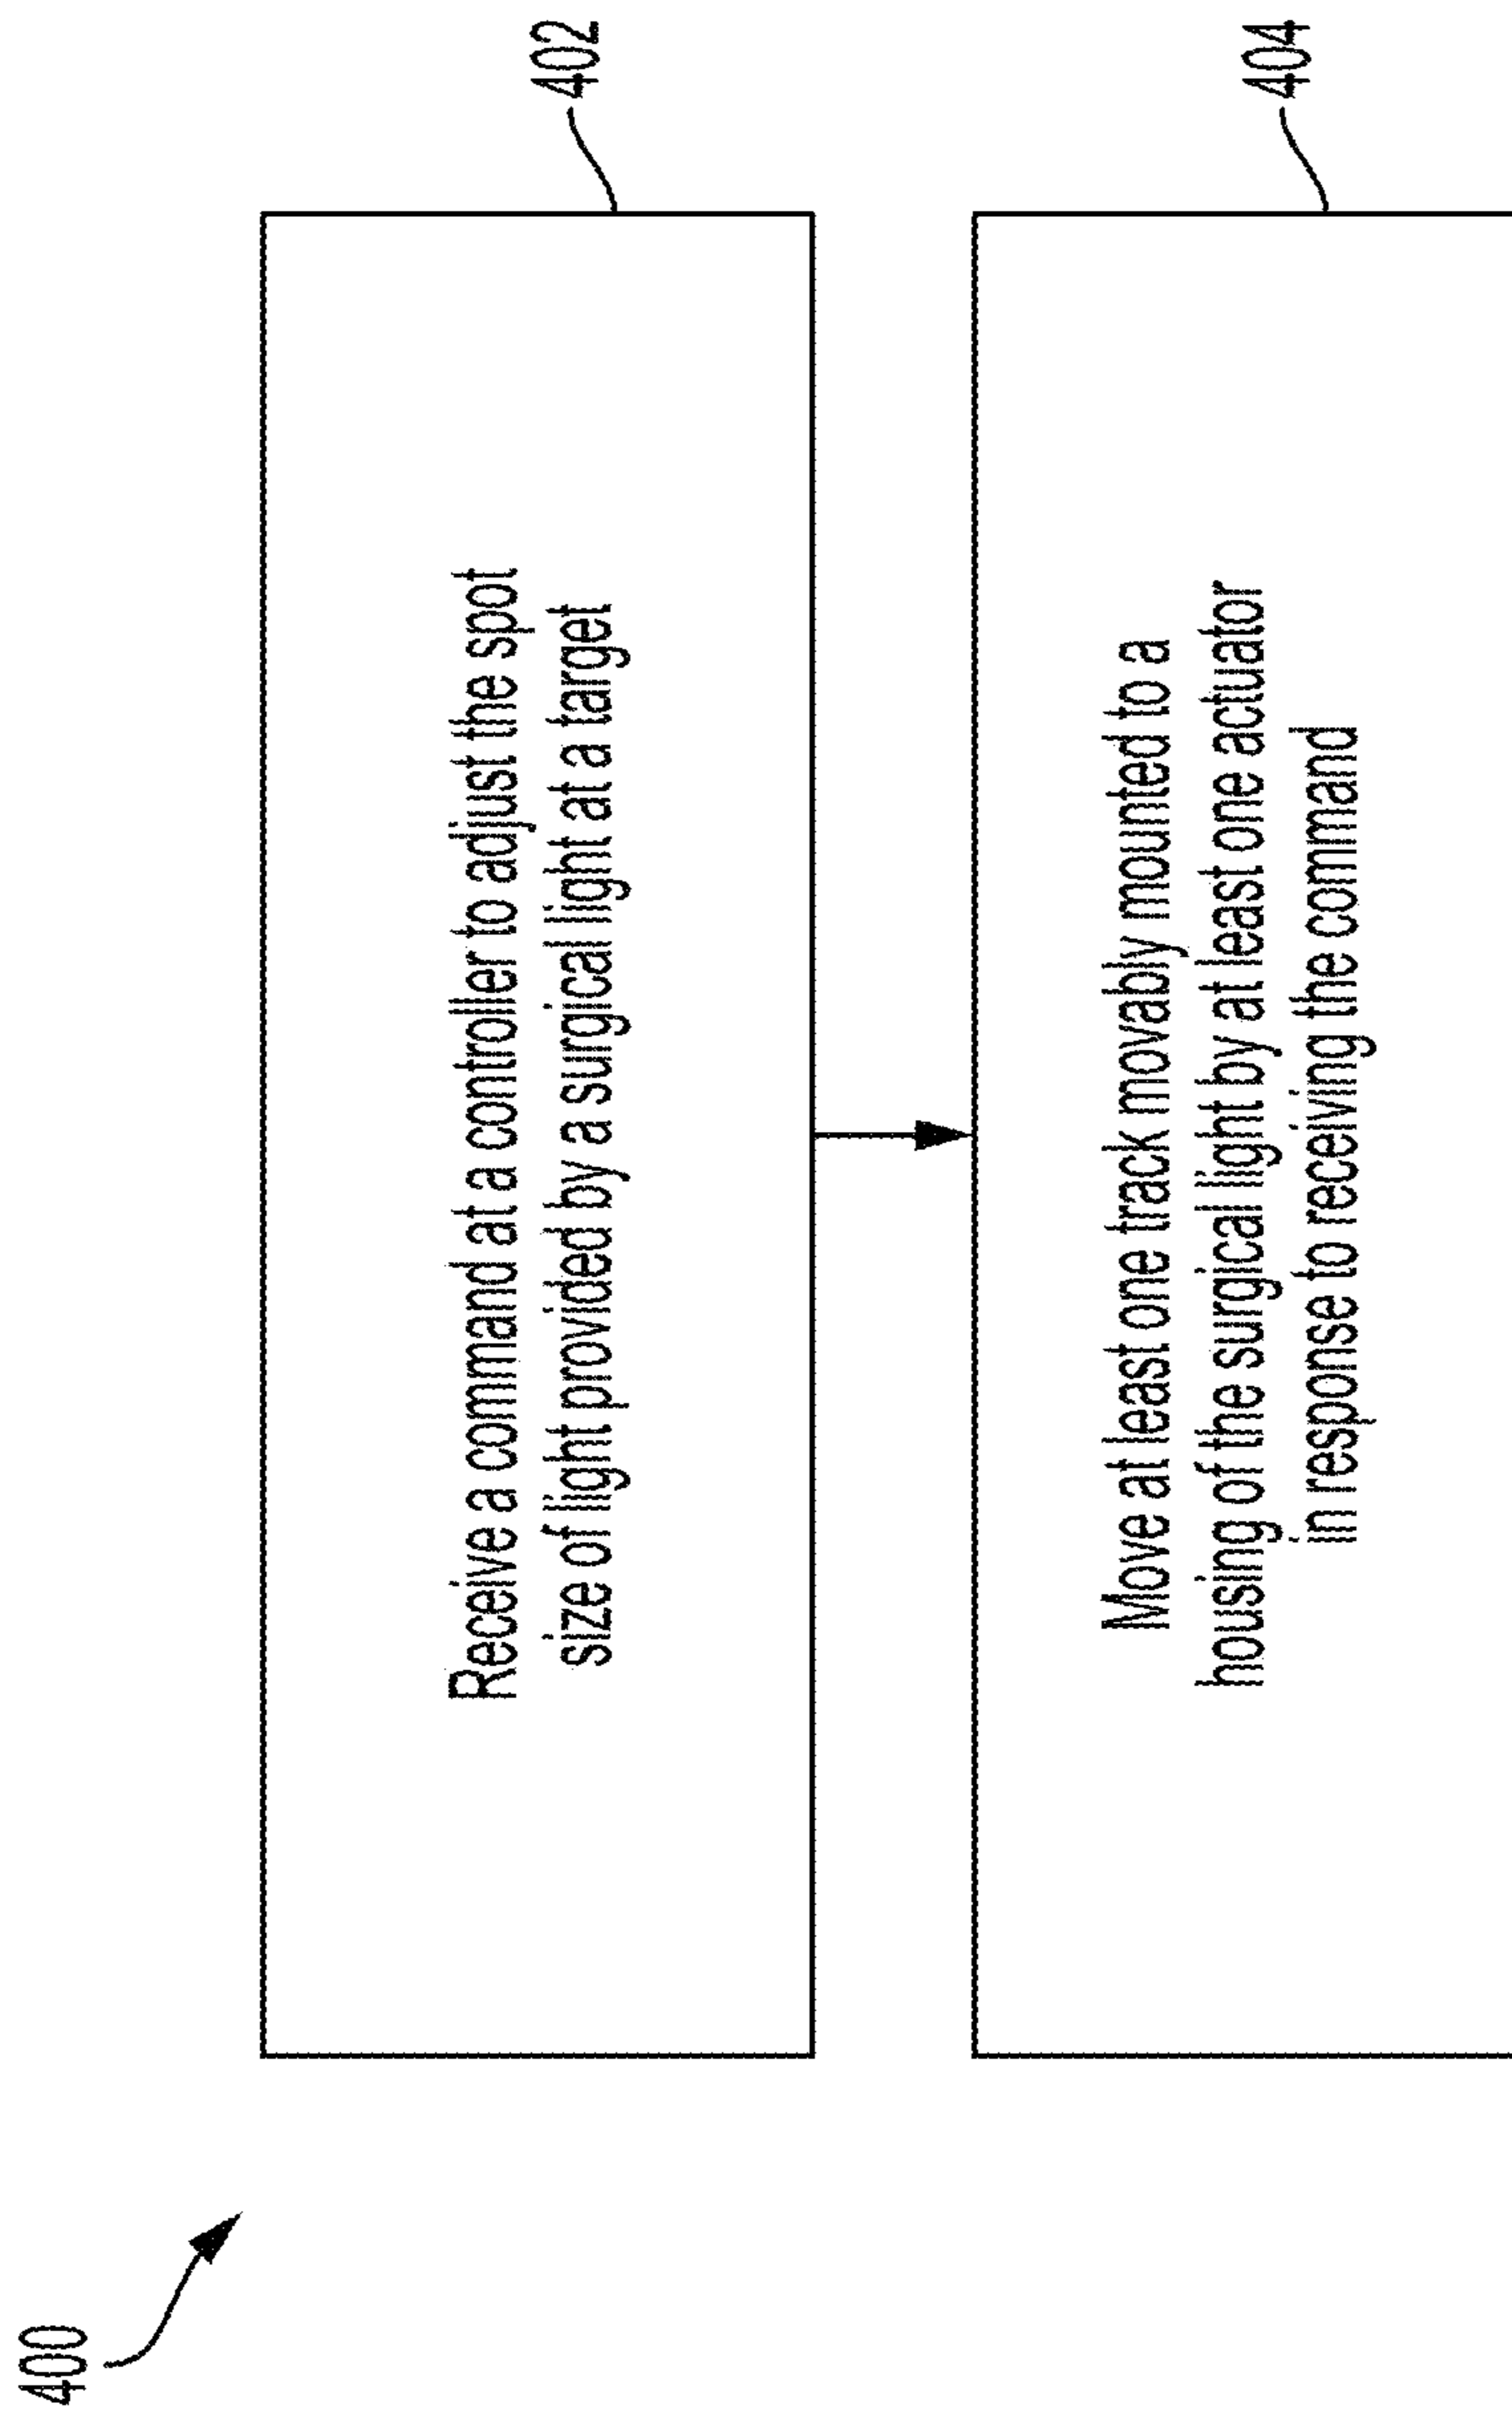 400
Receive a command at a controller to adjust the spot
size of light provided by a surgical light at a target
402
Move at least one track movably mounted to a
housing of the surgical light by at least one actuator
in response to receiving the command
404